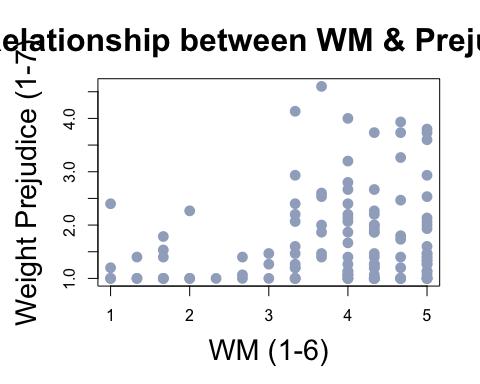 elationship between WM & Preju
Weight Prejudice (1-7)
4.0
3.0
2.0
1.0
1 2 3 4 5
WM (1-6)